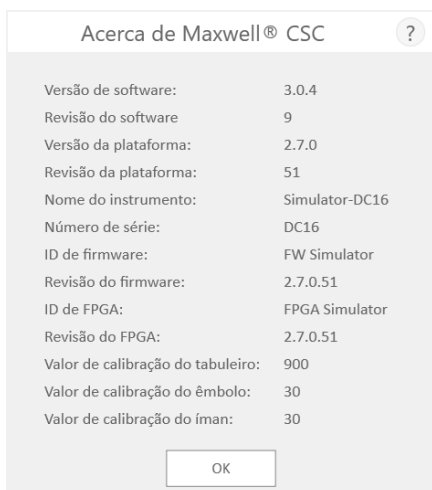 Acerca de Maxwell® CSC ?
Versão de software: 3.0.4
Revisão do software 9
Versão da plataforma: 2.7.0
Revisão da plataforma: 51
Nome do instrumento: Simulator-DC16
Número de série: DC16
ID de firmware: FW Simulator
Revisão do firmware: 2.7.0.51
ID de FPGA: FPGA Simulator
Revisão do FPGA: 2.7.0.51
Valor de calibração do tabuleiro: 900
Valor de calibração do êmbolo: 30
Valor de calibração do íman: 30
OK